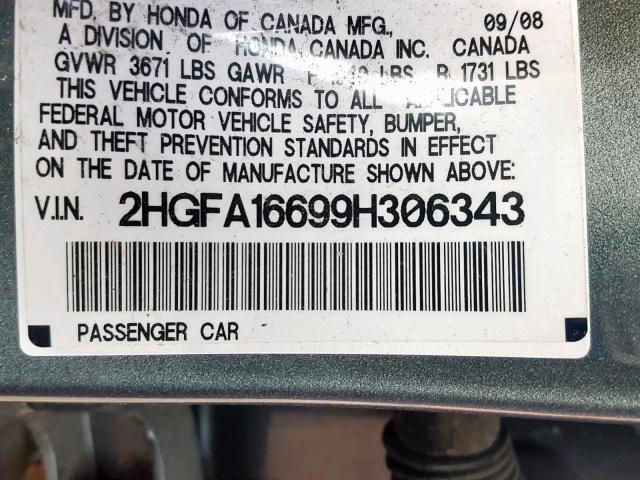 MFD. BY HONDA OF CANADA MFG., 09/08
A DIVISION OF HONDA CANADA INC. CANADA
GVWR 3671 LBS GAWR F LBS R 1731 LBS
THIS VEHICLE CONFORMS TO ALL APPLICABLE
FEDERAL MOTOR VEHICLE SAFETY, BUMPER,
AND THEFT PREVENTION STANDARDS IN EFFECT
ON THE DATE OF MANUFACTURE SHOWN ABOVE:
V.I.N. 2HGFA16699H306343
PASSENGER CAR